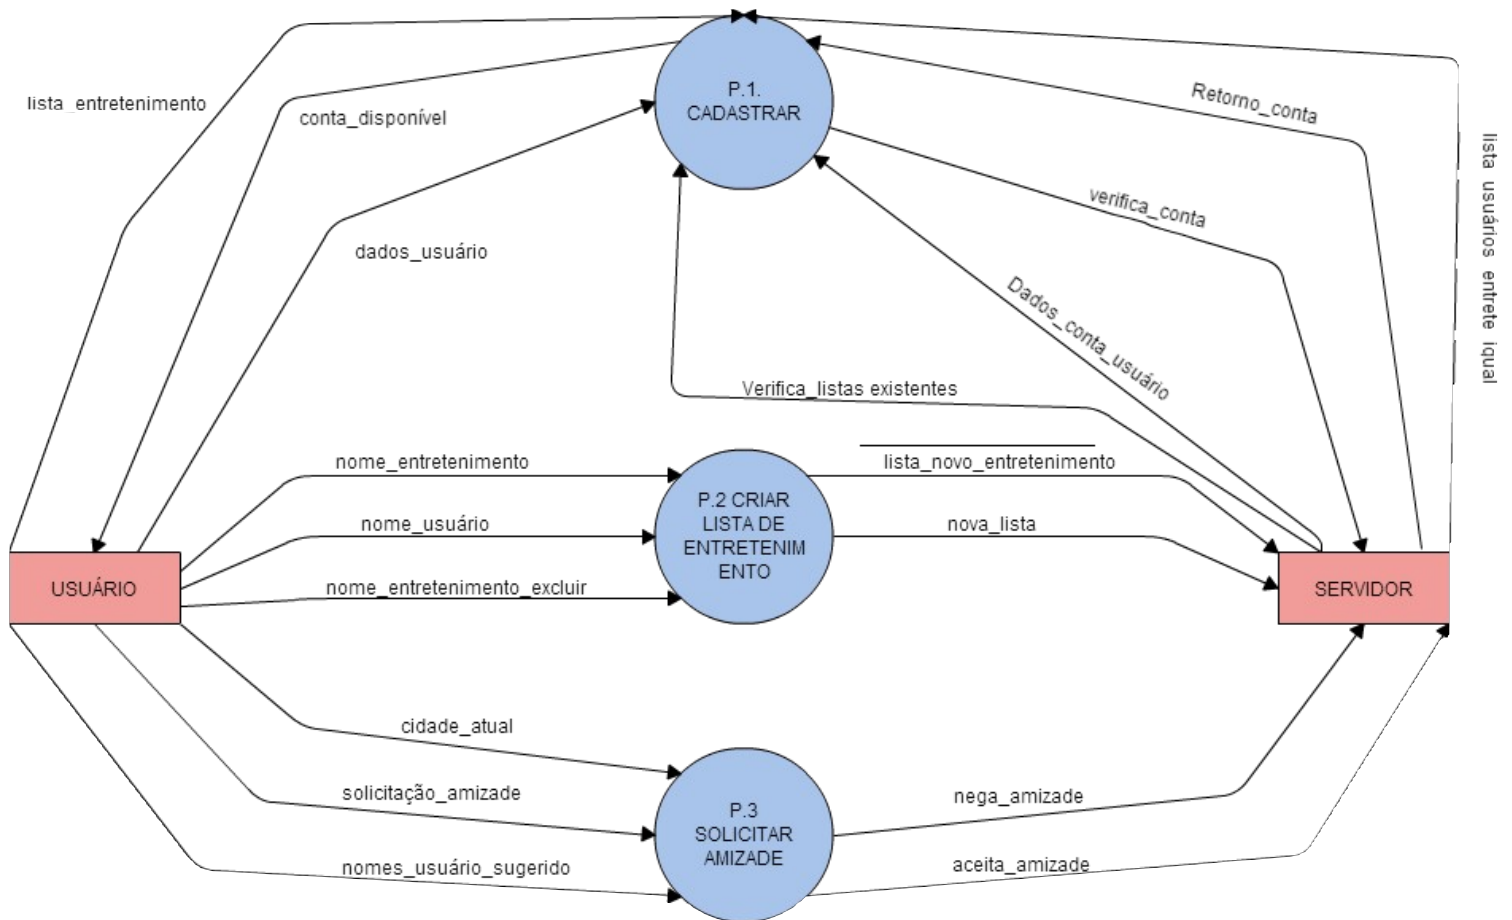 P.1.
CADASTRAR
lista_entretenimento
conta_disponível
dados_usuário
Retorno_conta
verifica_conta
Dados_conta_usuário
lista usuários entrete igual
Verifica_listas existentes
nome_entretenimento
nome_usuário
nome_entretenimento_excluir
P.2 CRIAR
LISTA DE
ENTRETENIM
ENTO
lista_novo_entretenimento
nova_lista
USUÁRIO
SERVIDOR
cidade_atual
solicitação_amizade
nomes_usuário_sugerido
P.3
SOLICITAR
AMIZADE
nega_amizade
aceita_amizade